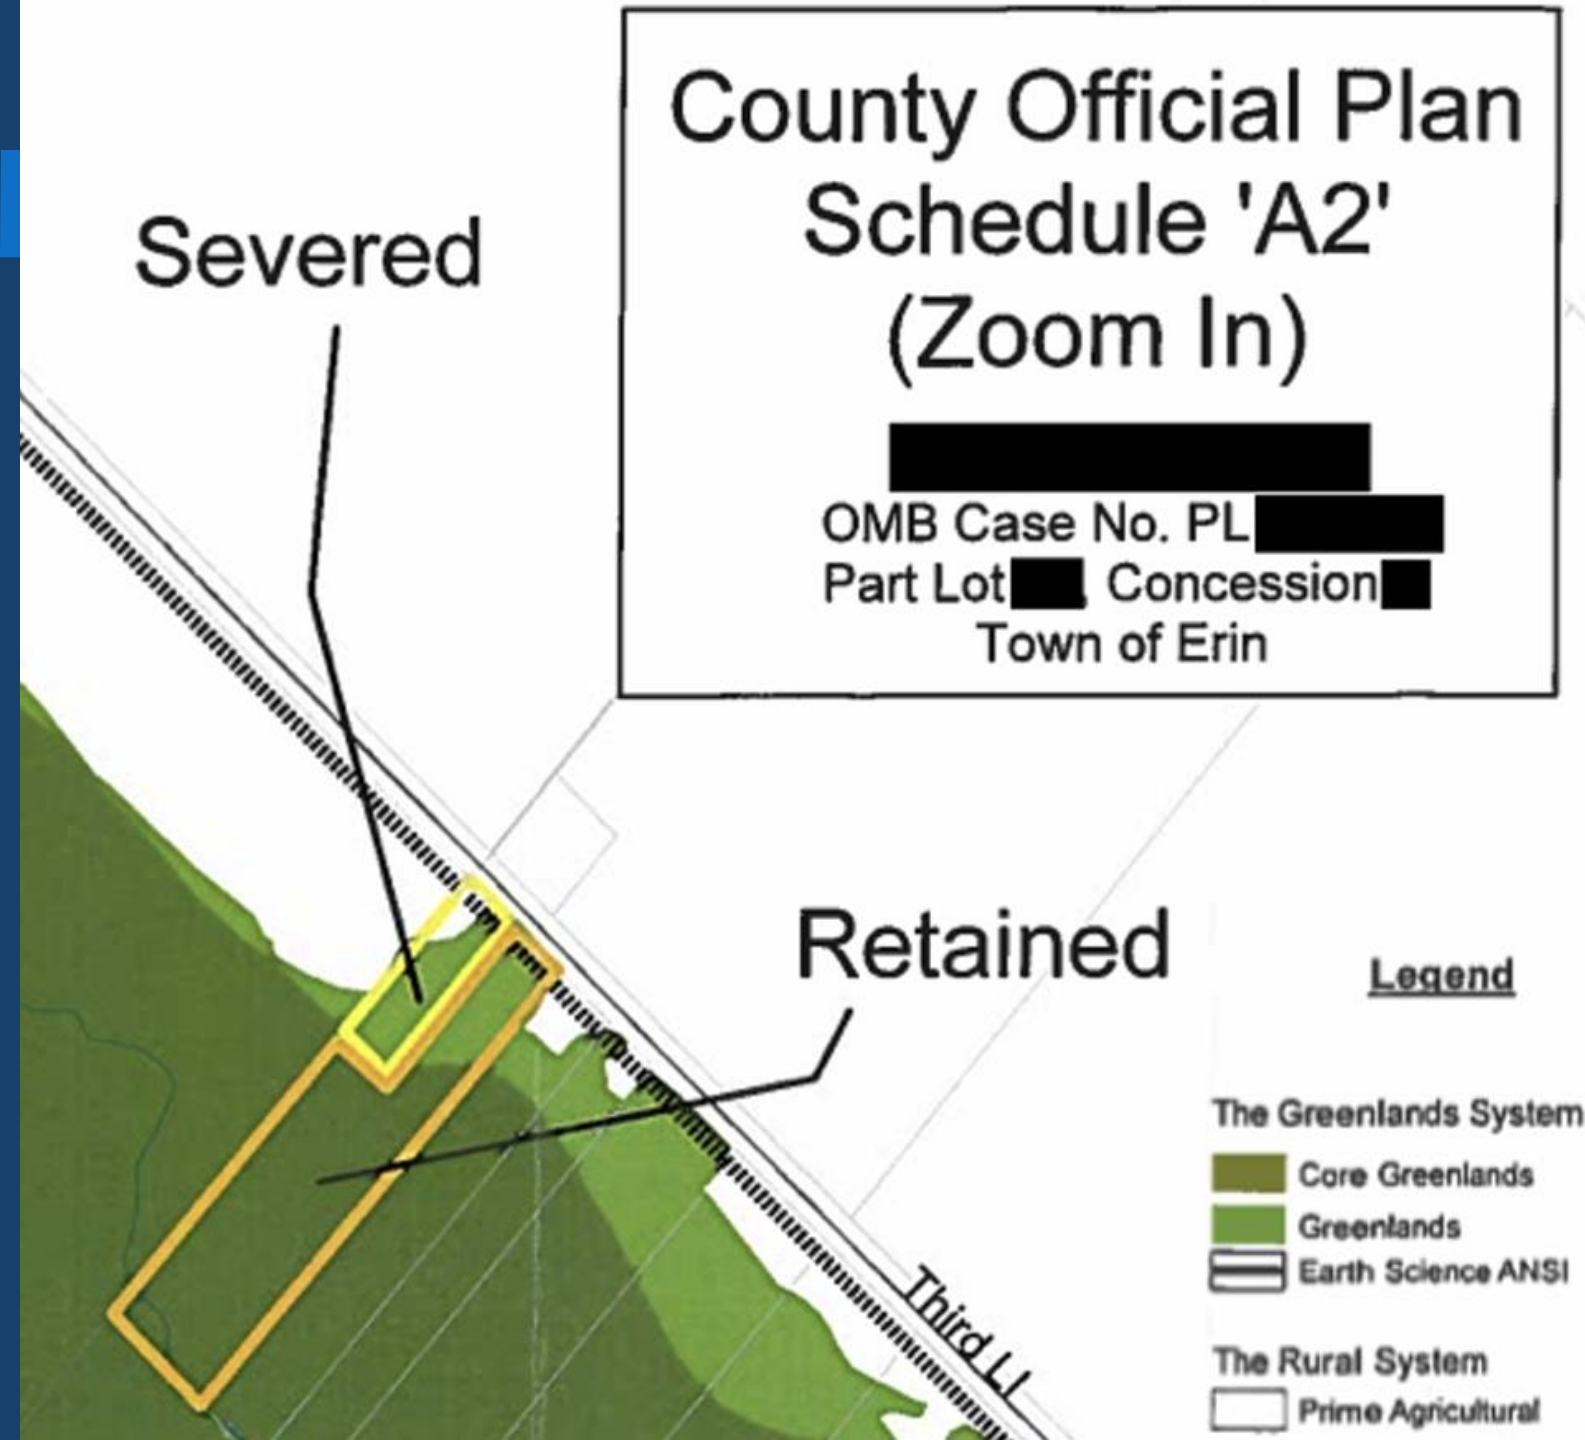 County Official Plan
Schedule 'A2'
(Zoom In)
OMB Case No. PL
Part Lot , Concession
Town of Erin
Severed
Retained
Legend
The Greenlands System
Core Greenlands
Greenlands
Earth Science ANSI
The Rural System
Prime Agricultural
Third LI